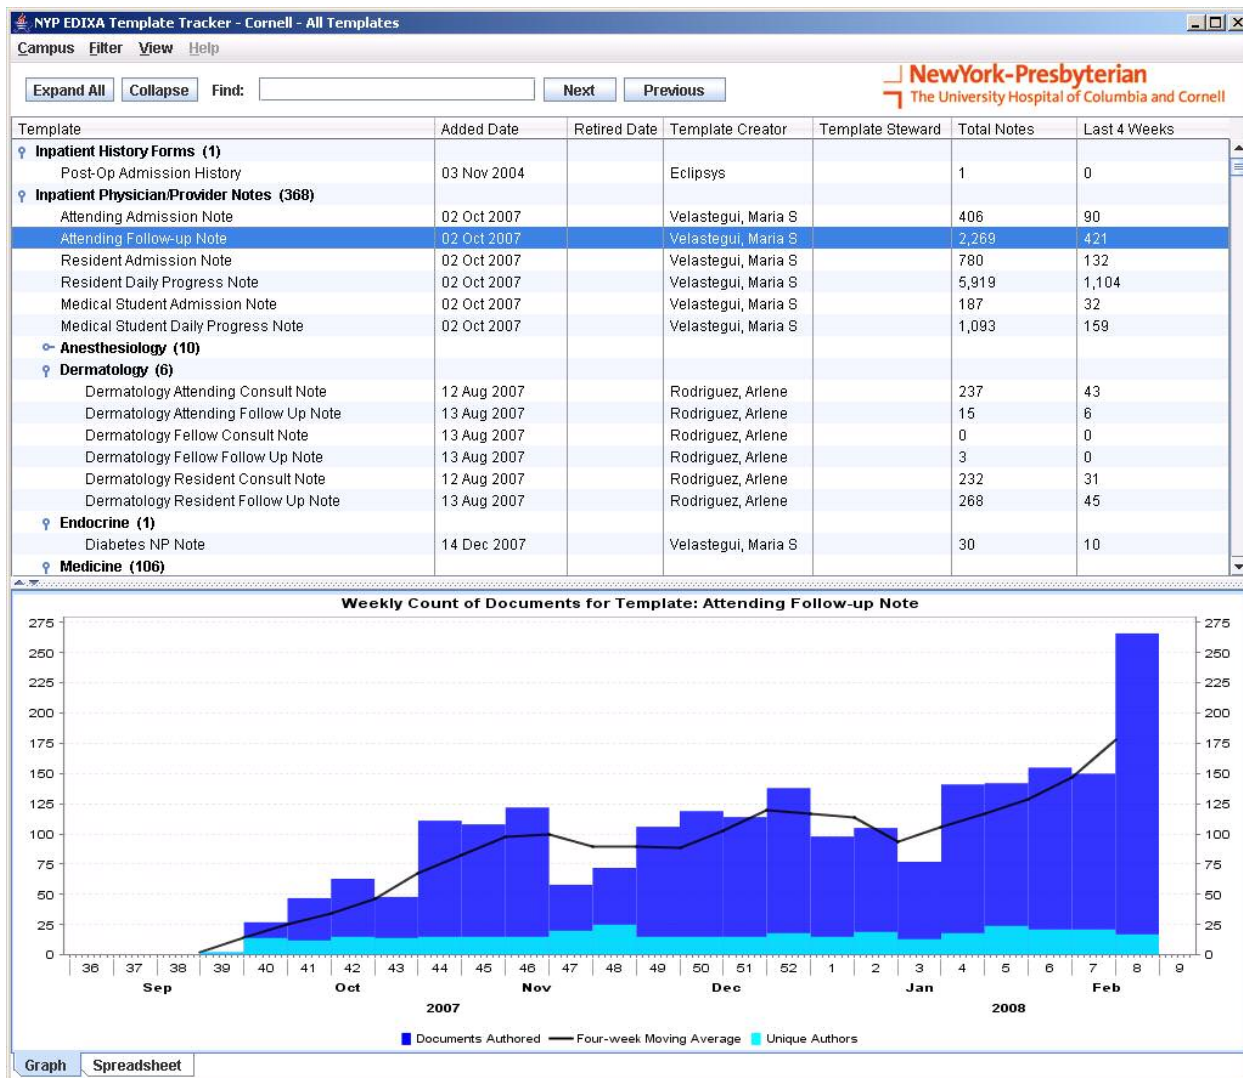 NYP EDIXA Template Tracker - Cornell - All Templates
Campus Filter View Help
Expand All Collapse Find: Next Previous
NewYork-Presbyterian
The University Hospital of Columbia and Cornell
Template Added Date Retired Date Template Creator Template Steward Total Notes Last 4 Weeks
Inpatient History Forms (1)
Post-Op Admission History 03 Nov 2004 Eclipsys 1 0
Inpatient Physician/Provider Notes (368)
Attending Admission Note 02 Oct 2007 Velastegui, Maria S 406 90
Attending Follow-up Note 02 Oct 2007 Velastegui, Maria S 2,269 421
Resident Admission Note 02 Oct 2007 Velastegui, Maria S 780 132
Resident Daily Progress Note 02 Oct 2007 Velastegui, Maria S 5,919 1,104
Medical Student Admission Note 02 Oct 2007 Velastegui, Maria S 187 32
Medical Student Daily Progress Note 02 Oct 2007 Velastegui, Maria S 1,093 159
Anesthesiology (10)
Dermatology (6)
Dermatology Attending Consult Note 12 Aug 2007 Rodriguez, Arlene 237 43
Dermatology Attending Follow Up Note 13 Aug 2007 Rodriguez, Arlene 15 6
Dermatology Fellow Consult Note 13 Aug 2007 Rodriguez, Arlene 0 0
Dermatology Fellow Follow Up Note 13 Aug 2007 Rodriguez, Arlene 3 0
Dermatology Resident Consult Note 12 Aug 2007 Rodriguez, Arlene 232 31
Dermatology Resident Follow Up Note 13 Aug 2007 Rodriguez, Arlene 268 45
Endocrine (1)
Diabetes NP Note 14 Dec 2007 Velastegui, Maria S 30 10
Medicine (106)
Weekly Count of Documents for Template: Attending Follow-up Note
275 275
250 250
225 225
200 200
175 175
150 150
125 125
100 100
75 75
50 50
25 25
0 0
36 37 38 39 40 41 42 43 44 45 46 47 48 49 50 51 52 1 2 3 4 5 6 7 8 9
Sep Oct Nov Dec Jan Feb
2007 2008
Documents Authored Four-week Moving Average Unique Authors
Graph Spreadsheet